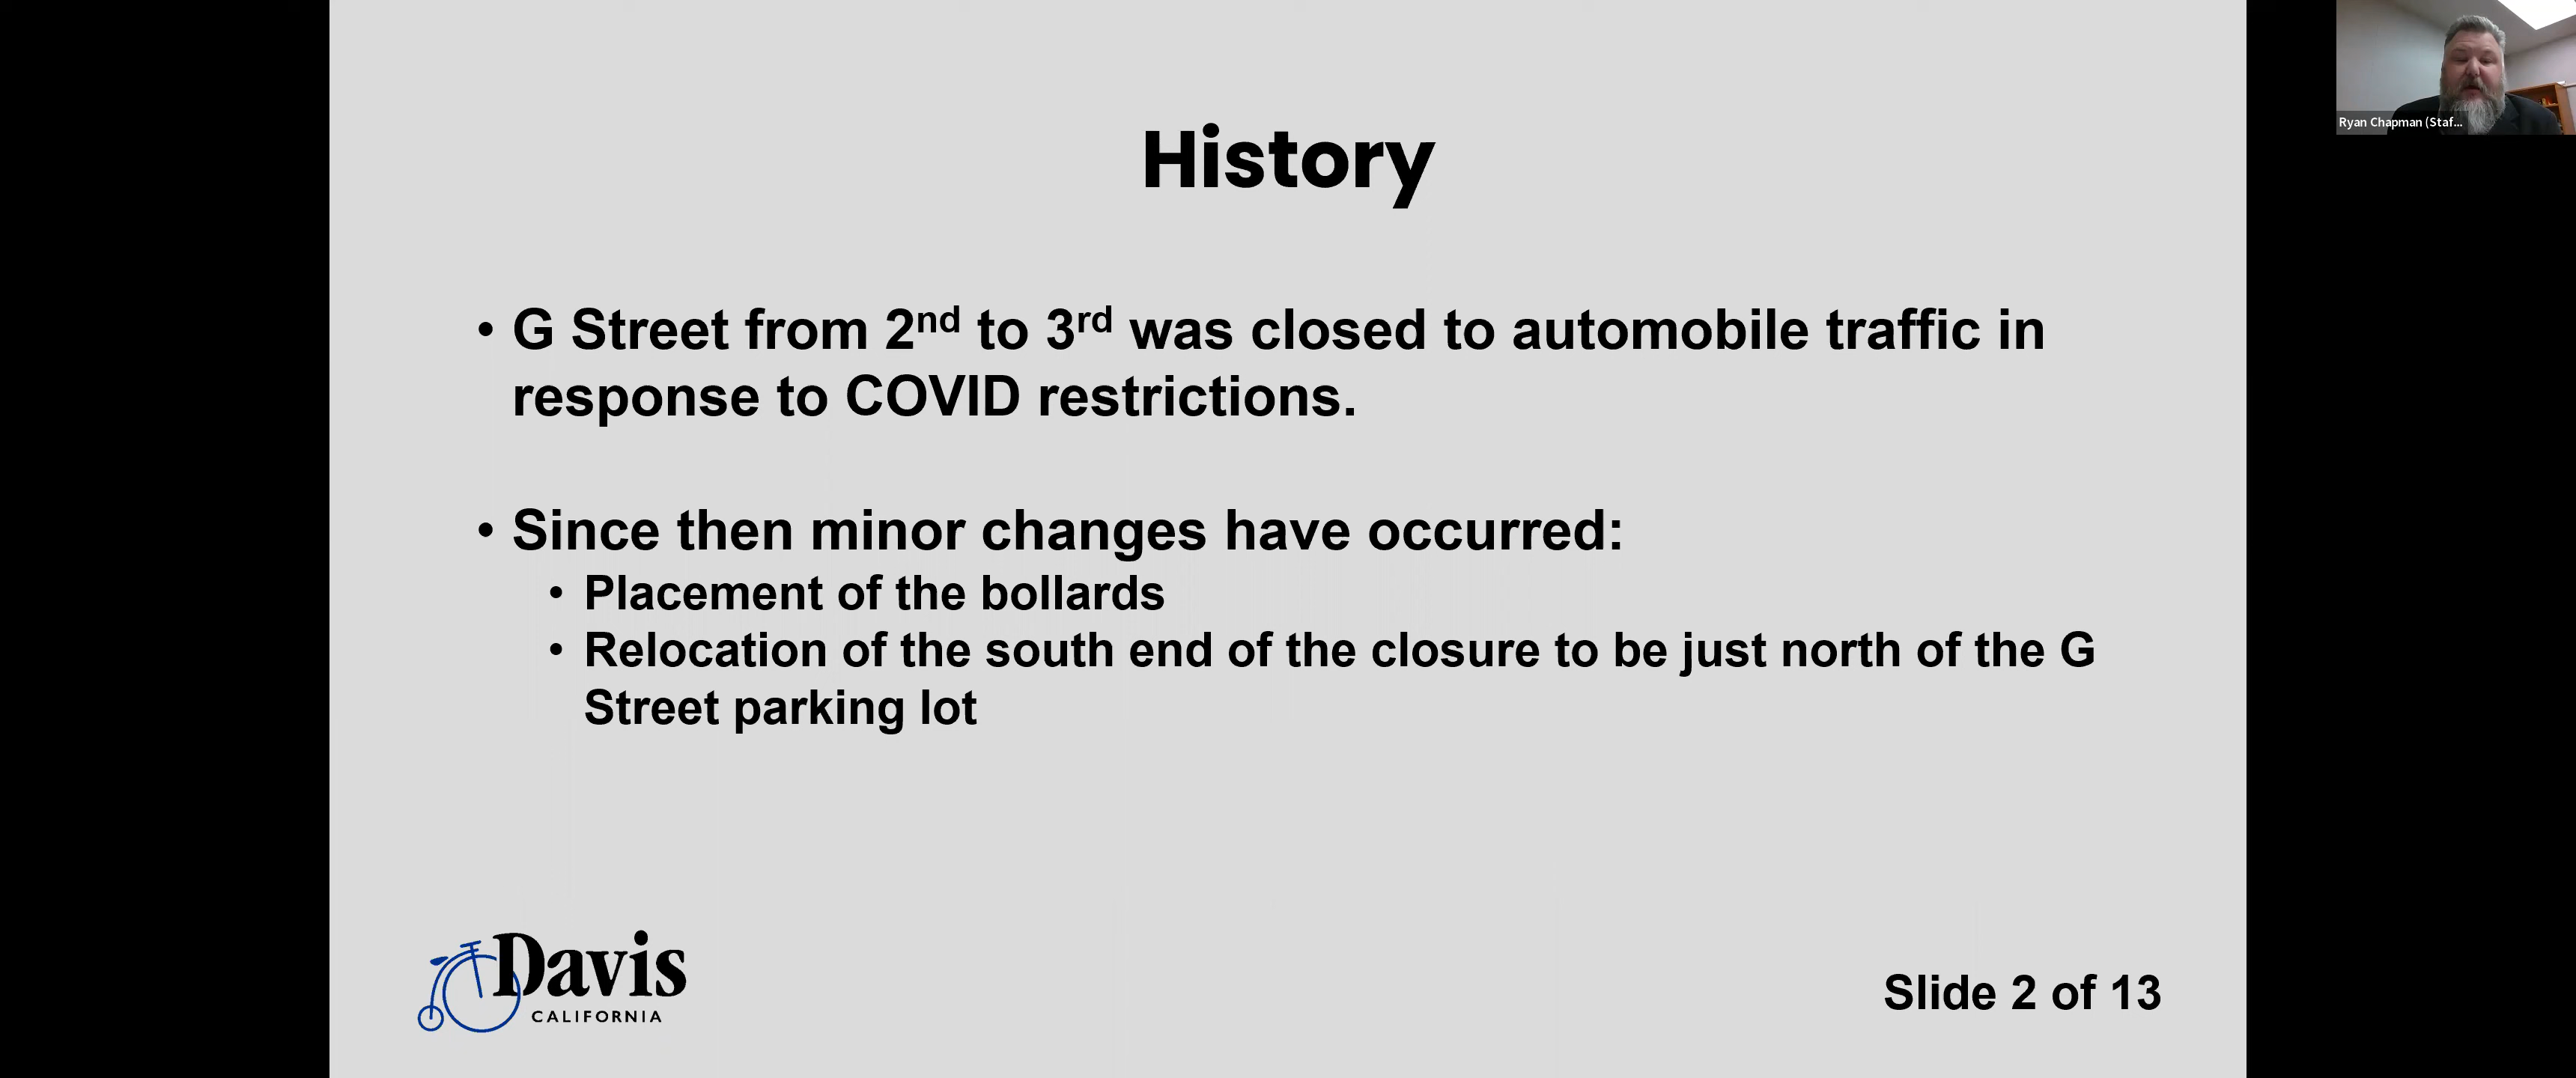 Ryan Chapman (Staf...
History
• G Street from 2nd to 3rd was closed to automobile traffic in
response to COVID restrictions.
• Since then minor changes have occurred:
• Placement of the bollards
• Relocation of the south end of the closure to be just north of the G
Street parking lot
Davis
CALIFORNIA
Slide 2 of 13